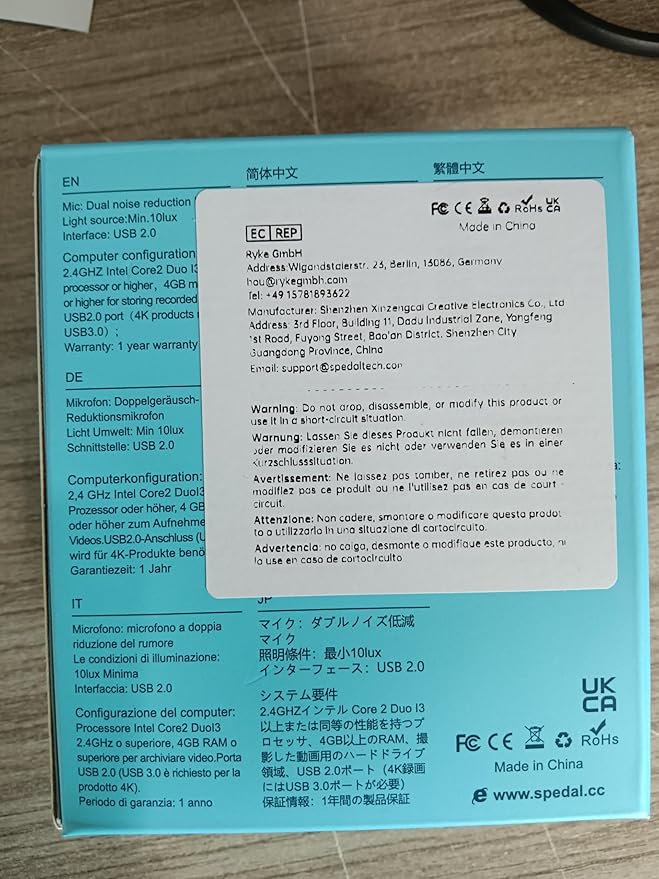 EN
Mic: Dual noise reduction
Light source:Min.10lux
Interface: USB 2.0
Computer configuration
2.4GHZ Intel Core2 Duo I3
processor or higher, 4GB m
or higher for storing recorded
USB2.0 port (4K products
USB3.0) ;
Warranty: 1 year warranty
DE
Mikrofon: Doppelgeräusch-
Reduktionsmikrofon
Licht Umwelt: Min 10lux
Schnittstelle: USB 2.0
Computerkonfiguration:
2,4 GHz Intel Core2 DuoI3
Prozessor oder höher, 4 GB
oder höher zum Aufnehme
Videos.USB2.0-Anschluss (U
wird für 4K-Produkte benö
Garantiezeit: 1 Jahr
IT
Microfono: microfono a doppia
riduzione del rumore
Le condizioni di illuminazione:
10lux Minima
Interfaccia: USB 2.0
Configurazione del computer:
Processore Intel Core2 DuoI3
2.4GHz o superiore, 4GB RAM o
superiore per archiviare video.Porta
USB 2.0 (USB 3.0 è richiesto per la
prodotto 4K).
Periodo di garanzia: 1 anno
简体中文
繁體中文
FC CE RoHS UK CA
Made in China
EC REP
Ryke GmbH
Address:Wigandstaierstr. 23, Berlin, 13086, Germany
hou@rykegmbh.com
Tel: +49 15781893622
Manufacturer: Shenzhen Xinzengcai Creative Electronics Co., Ltd
Address: 3rd Floor, Building 11, Dadu Industrial Zone, Yongfeng
1st Road, Fuyong Street, Bao'an District. Shenzhen City
Guangdong Province, China
Email: support@spedaltech.com
Warning: Do not drop, disassemble, or modify this product or
use it in a short-circuit situation.
Warnung: Lassen Sie dieses Produkt nicht fallen, demontieren
oder modifizieren Sie es nicht oder verwenden Sie es in einer
Kurzschlusssituation.
Avertissement: Ne laissez pas tomber, ne retirez pas ou ne
modifiez pas ce produit ou ne l'utilisez pas en cas de court -
circuit.
Attenzione: Non cadere, smontare o modificare questo prodot
to o utilizzarlo in una situazione di cortocircuito.
Advertencia: no caiga, desmonte o modifique este producto, ni
lo use en caso de cortocircuito
JP
マイク：ダブルノイズ低減
マイク
照明條件：最小10lux
インターフェース：USB 2.0
システム要件
2.4GHZインテル Core 2 Duo I3
以上または同等の性能を持つプ
ロセッサ、4GB以上のRAM、撮
影した動画用のハードドライブ
領域、USB 2.0ポート（4K録画
にはUSB 3.0ポートが必要）
保証情報：1年間の製品保証
UK
CA
FC CE RoHS
Made in China
www.spedal.cc